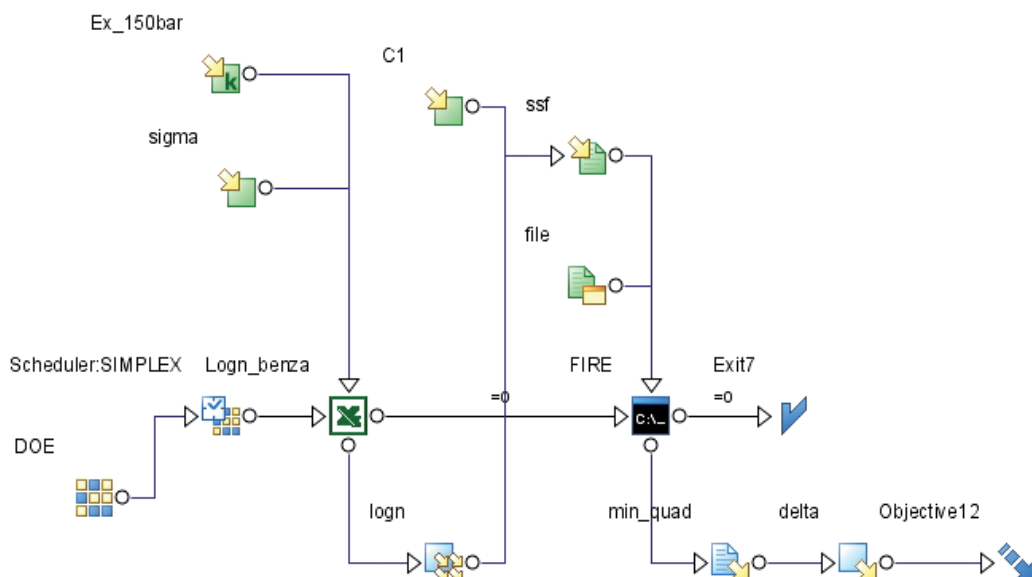 Ex_150bar
C1
ssf
sigma
file
Scheduler:SIMPLEX Logn_benza FIRE Exit7
=0 =0
k
C:\_
DOE
logn min_quad delta Objective12